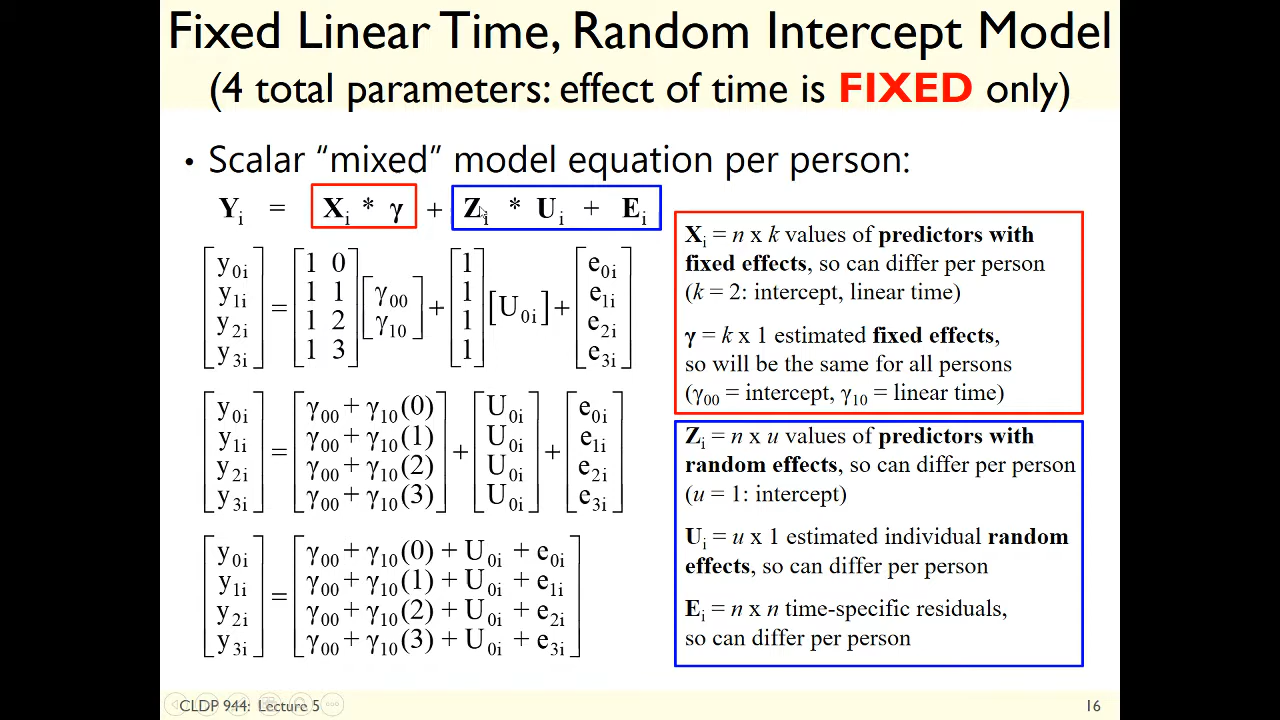 Fixed Linear Time, Random Intercept Model
(4 total parameters: effect of time is FIXED only)
• Scalar “mixed” model equation per person:
Yᵢ = Xᵢ * γ + Zᵢ * Uᵢ + Eᵢ
[y₀ᵢ] = [1 0] [γ₀₀] + [1] [U₀ᵢ] + [e₀ᵢ]
[y₁ᵢ] [1 1] [γ₁₀] [1] [e₁ᵢ]
[y₂ᵢ] [1 2] [1] [e₂ᵢ]
[y₃ᵢ] [1 3] [1] [e₃ᵢ]
[y₀ᵢ] = [γ₀₀ + γ₁₀(0)] + [U₀ᵢ] + [e₀ᵢ]
[y₁ᵢ] [γ₀₀ + γ₁₀(1)] [U₀ᵢ] [e₁ᵢ]
[y₂ᵢ] [γ₀₀ + γ₁₀(2)] [U₀ᵢ] [e₂ᵢ]
[y₃ᵢ] [γ₀₀ + γ₁₀(3)] [U₀ᵢ] [e₃ᵢ]
[y₀ᵢ] = [γ₀₀ + γ₁₀(0) + U₀ᵢ + e₀ᵢ]
[y₁ᵢ] [γ₀₀ + γ₁₀(1) + U₀ᵢ + e₁ᵢ]
[y₂ᵢ] [γ₀₀ + γ₁₀(2) + U₀ᵢ + e₂ᵢ]
[y₃ᵢ] [γ₀₀ + γ₁₀(3) + U₀ᵢ + e₃ᵢ]
Xᵢ = n x k values of predictors with
fixed effects, so can differ per person
(k = 2: intercept, linear time)
γ = k x 1 estimated fixed effects,
so will be the same for all persons
(γ₀₀ = intercept, γ₁₀ = linear time)
Zᵢ = n x u values of predictors with
random effects, so can differ per person
(u = 1: intercept)
Uᵢ = u x 1 estimated individual random
effects, so can differ per person
Eᵢ = n x n time-specific residuals,
so can differ per person
CLDP 944: Lecture 5
16